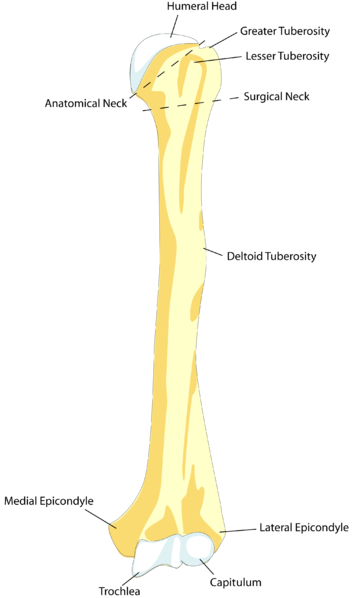 Humeral Head
Greater Tuberosity
Lesser Tuberosity
Anatomical Neck
Surgical Neck
Deltoid Tuberosity
Medial Epicondyle
Lateral Epicondyle
Capitulum
Trochlea